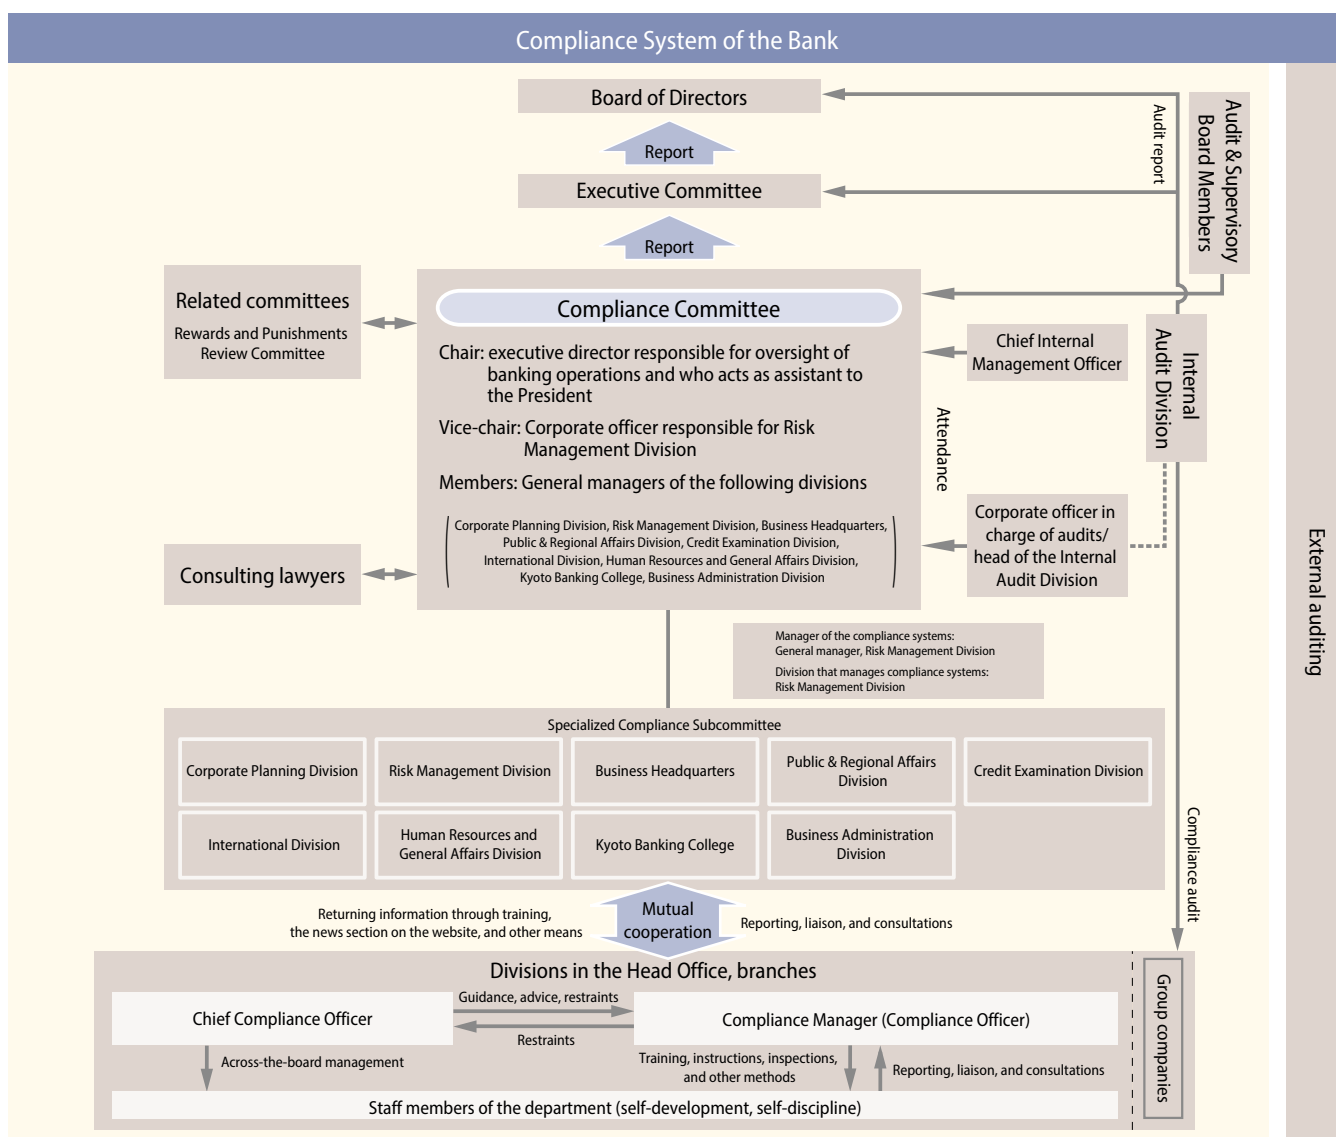 Compliance System of the Bank
Board of Directors
Report
Executive Committee
Report
Audit report
Audit & Supervisory
Board Members
Related committees
Rewards and Punishments
Review Committee
Compliance Committee
Chair: executive director responsible for oversight of
banking operations and who acts as assistant to
the President
Vice-chair: Corporate officer responsible for Risk
Management Division
Members: General managers of the following divisions
Corporate Planning Division, Risk Management Division, Business Headquarters,
Public & Regional Affairs Division, Credit Examination Division,
International Division, Human Resources and General Affairs Division,
Kyoto Banking College, Business Administration Division
Consulting lawyers
Chief Internal
Management Officer
Internal
Audit Division
Attendance
Corporate officer in
charge of audits/
head of the Internal
Audit Division
External auditing
Manager of the compliance systems:
General manager, Risk Management Division
Division that manages compliance systems:
Risk Management Division
Specialized Compliance Subcommittee
Corporate Planning Division
Risk Management Division
Business Headquarters
Public & Regional Affairs
Division
Credit Examination Division
International Division
Human Resources and
General Affairs Division
Kyoto Banking College
Business Administration
Division
Compliance audit
Returning information through training,
the news section on the website, and other means
Mutual
cooperation
Reporting, liaison, and consultations
Divisions in the Head Office, branches
Chief Compliance Officer
Guidance, advice, restraints
Restraints
Compliance Manager (Compliance Officer)
Across-the-board management
Training, instructions, inspections,
and other methods
Reporting, liaison, and consultations
Staff members of the department (self-development, self-discipline)
Group companies